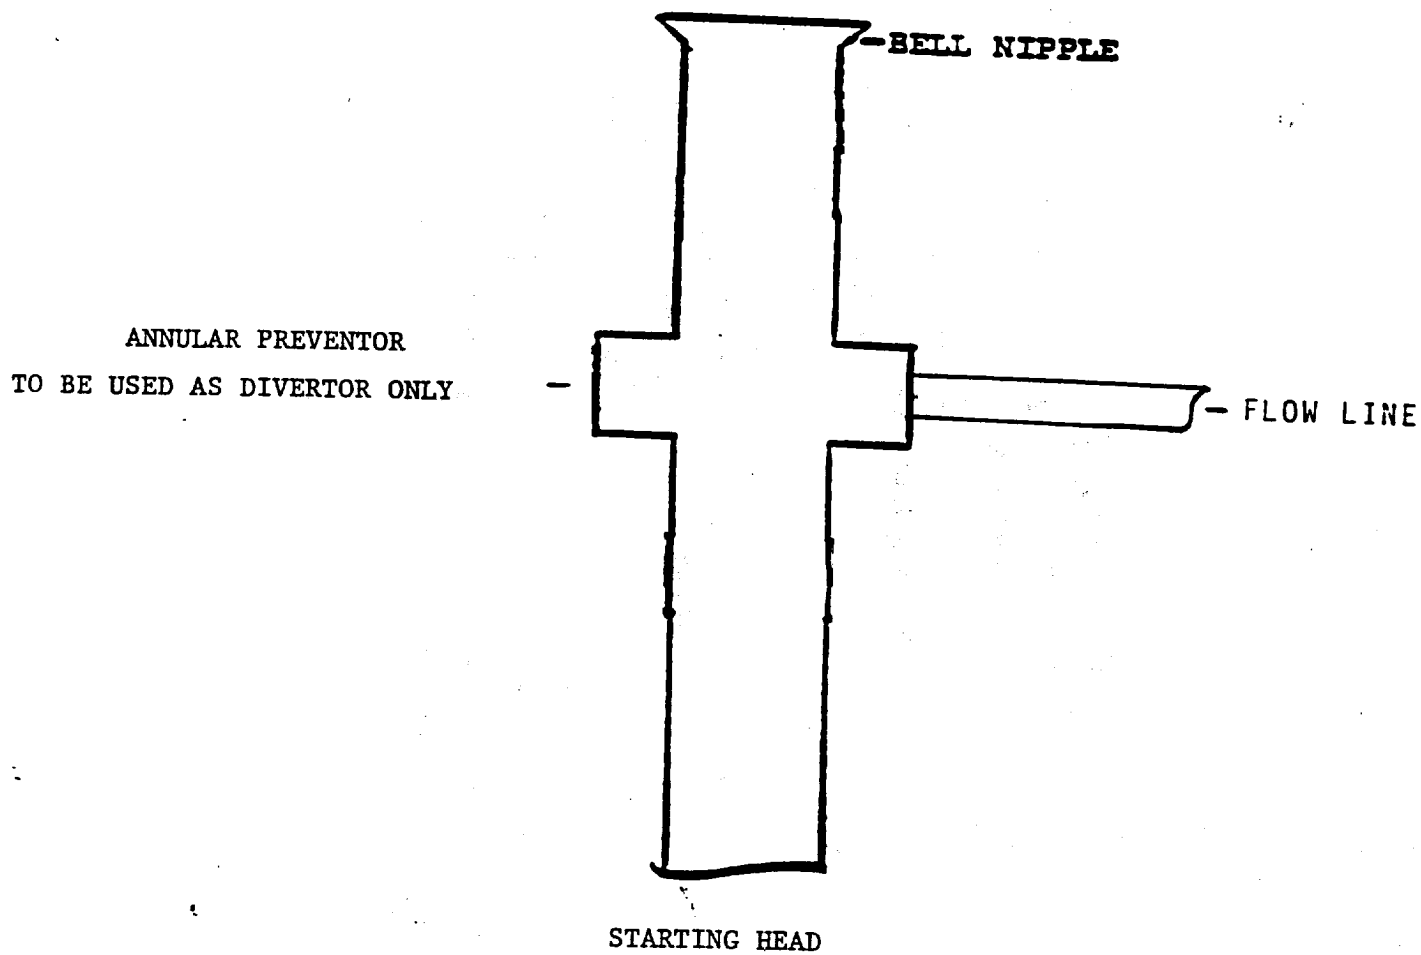 BELL NIPPLE
ANNULAR PREVENTOR
TO BE USED AS DIVERTOR ONLY
FLOW LINE
STARTING HEAD